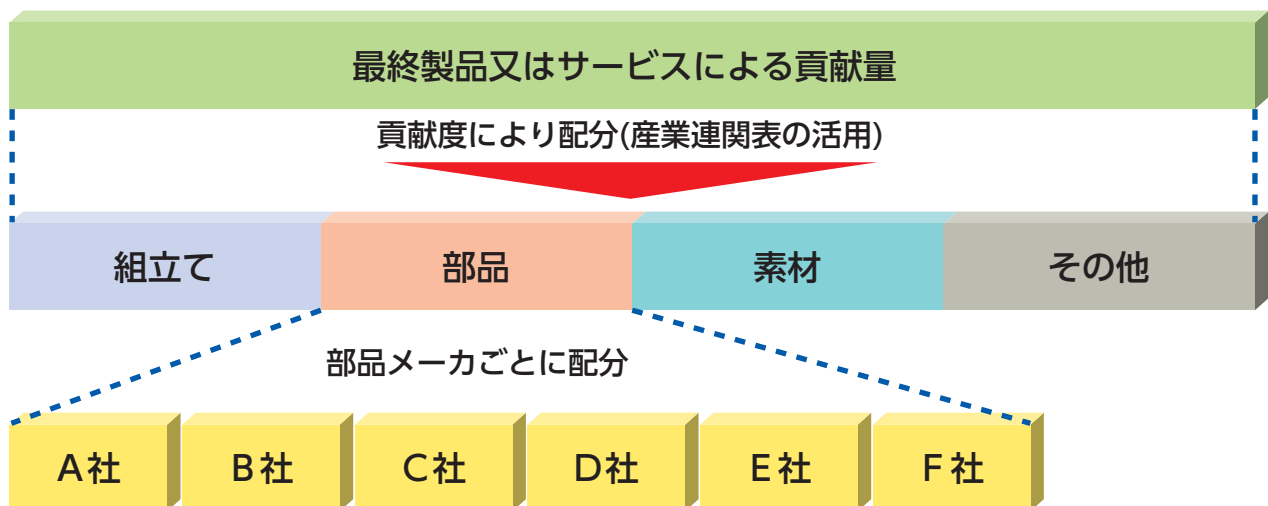 最終製品又はサービスによる貢献量
貢献度により配分(産業連関表の活用)
組立て 部品 素材 その他
部品メーカごとに配分
A社 B社 C社 D社 E社 F社